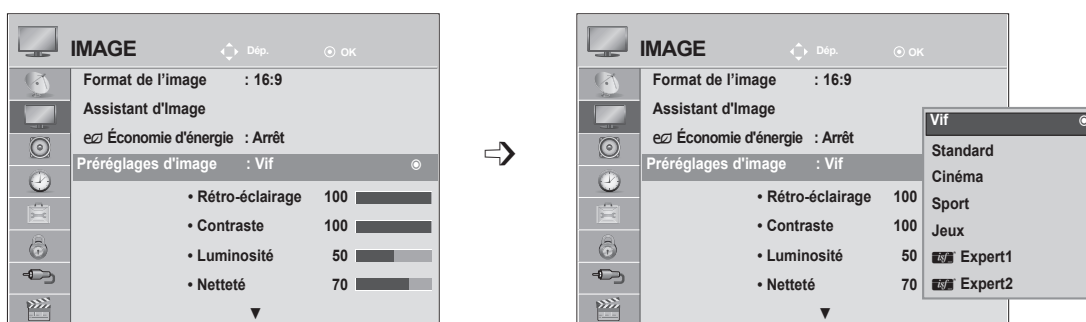 IMAGE Dép. OK
Format de l'image : 16:9
Assistant d'Image
Économie d'énergie : Arrêt
Préréglages d'image : Vif
• Rétro-éclairage 100
• Contraste 100
• Luminosité 50
• Netteté 70
IMAGE Dép. OK
Format de l'image : 16:9
Assistant d'Image
Économie d'énergie : Arrêt
Préréglages d'image : Vif
• Rétro-éclairage 100
• Contraste 100
• Luminosité 50
• Netteté 70
Vif
Standard
Cinéma
Sport
Jeux
isf Expert1
isf Expert2